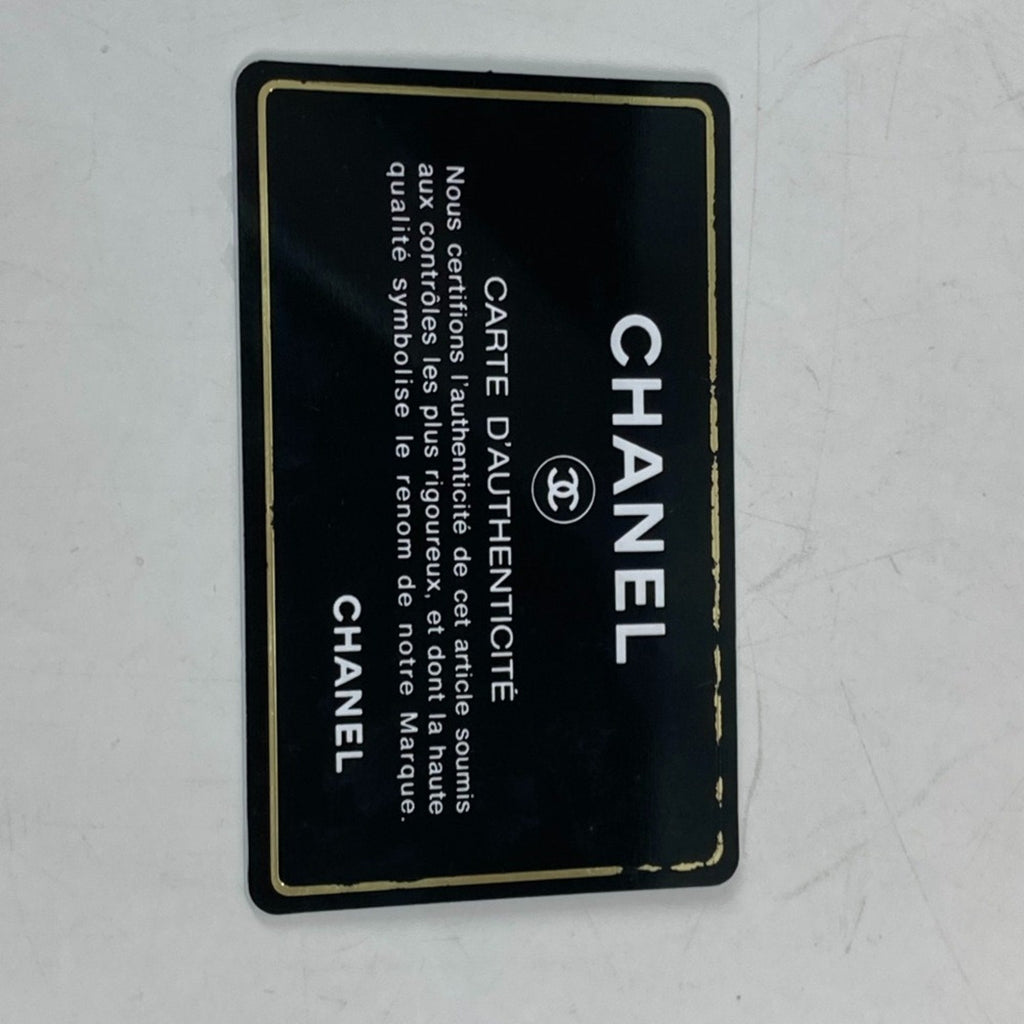 CHANEL
CARTE D'AUTHENTICITÉ
Nous certifions l'authenticité de cet article soumis
aux contrôles les plus rigoureux, et dont la haute
qualité symbolise le renom de notre Marque.
CHANEL